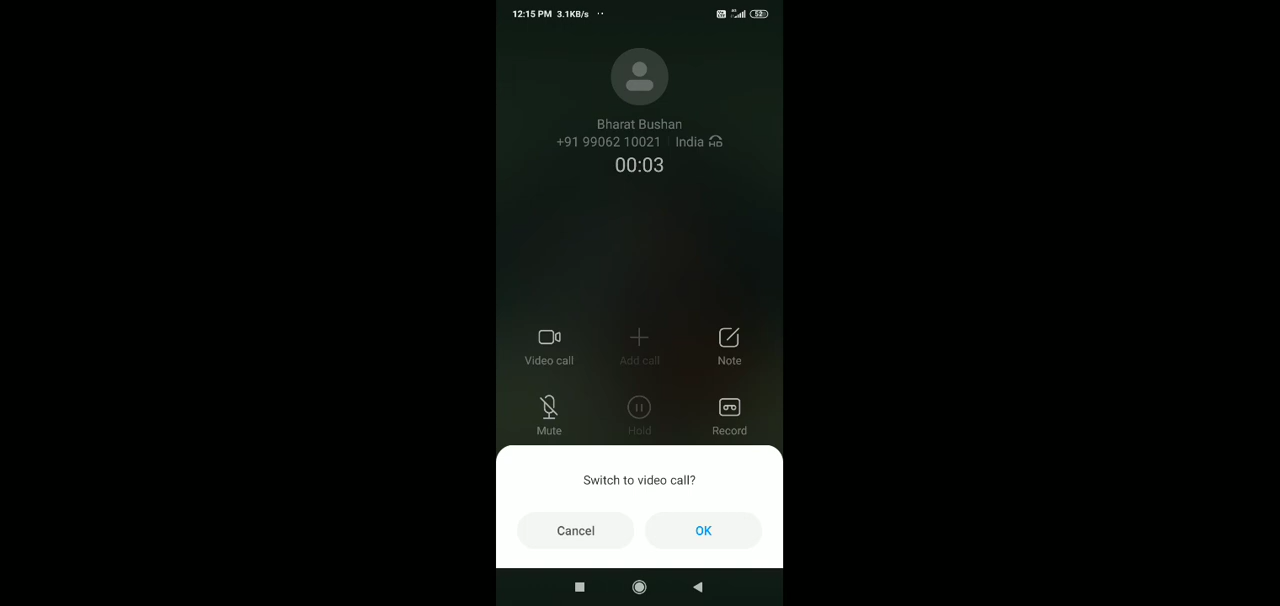 12:15 PM 3.1KB/s ··
Bharat Bushan
+91 99062 10021 India HD
00:03
Video call
Add call
Note
Mute
Hold
Record
Switch to video call?
Cancel
OK